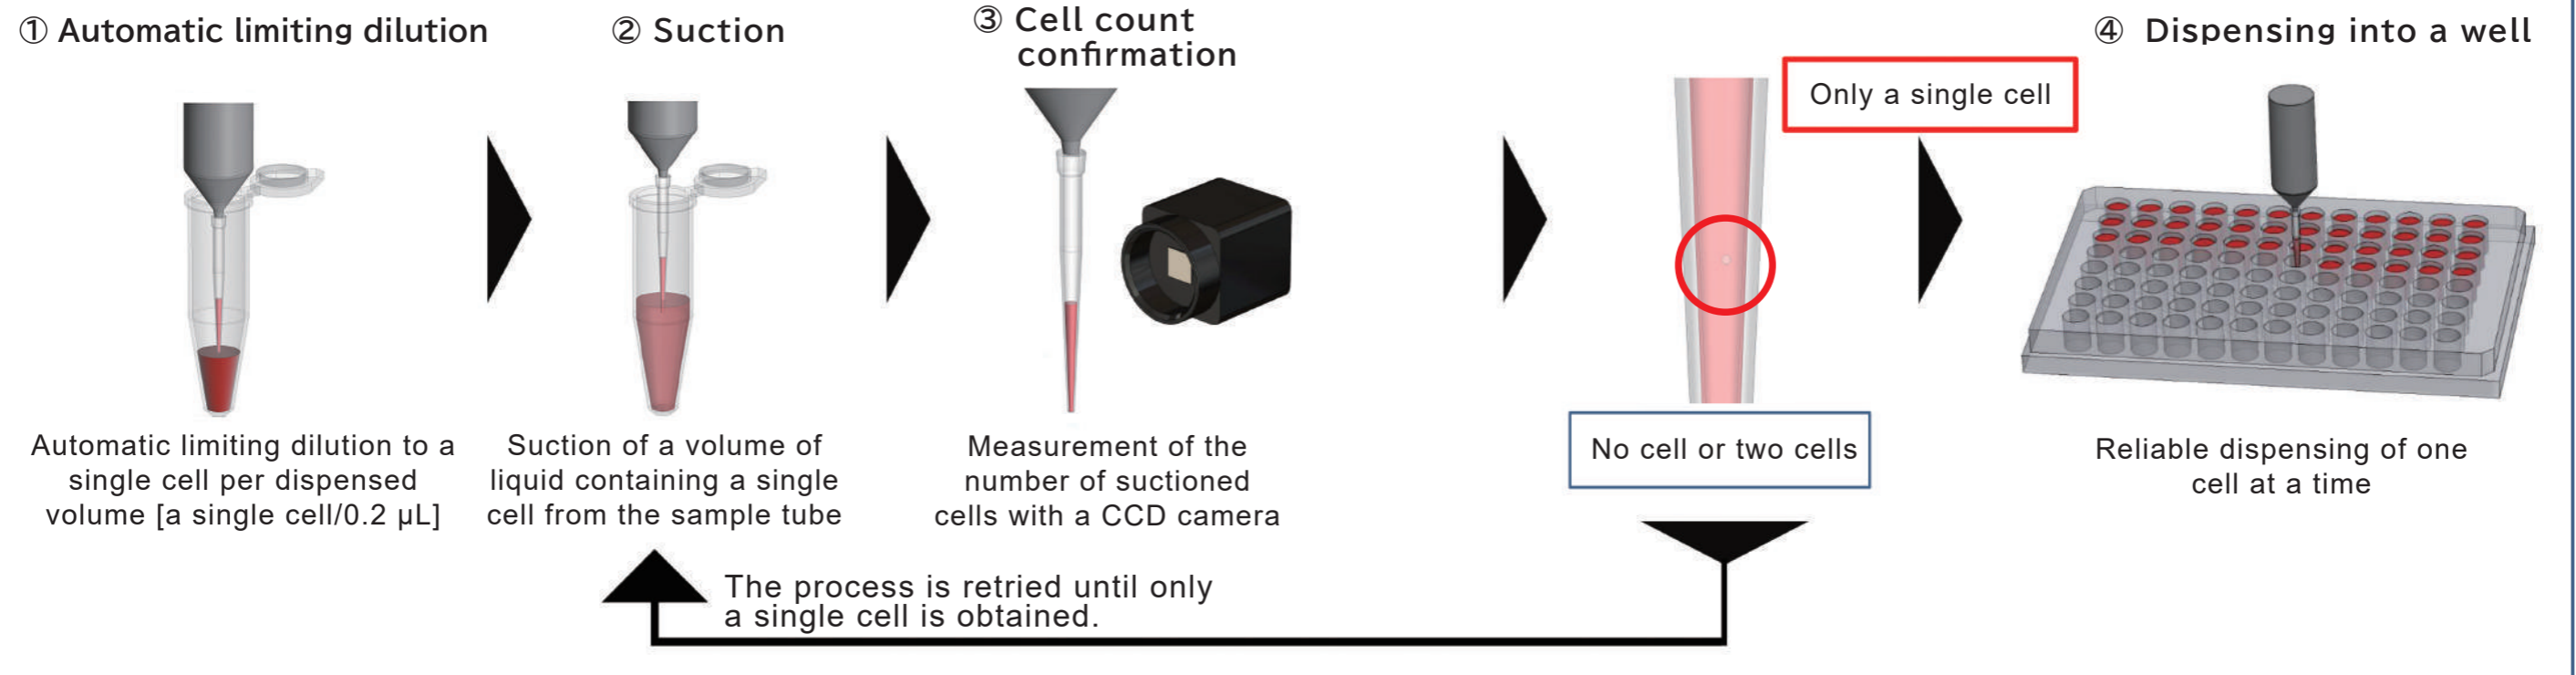 ① Automatic limiting dilution
Automatic limiting dilution to a
single cell per dispensed
volume [a single cell/0.2 µL]
② Suction
Suction of a volume of
liquid containing a single
cell from the sample tube
③ Cell count
confirmation
Measurement of the
number of suctioned
cells with a CCD camera
Only a single cell
No cell or two cells
The process is retried until only
a single cell is obtained.
④ Dispensing into a well
Reliable dispensing of one
cell at a time